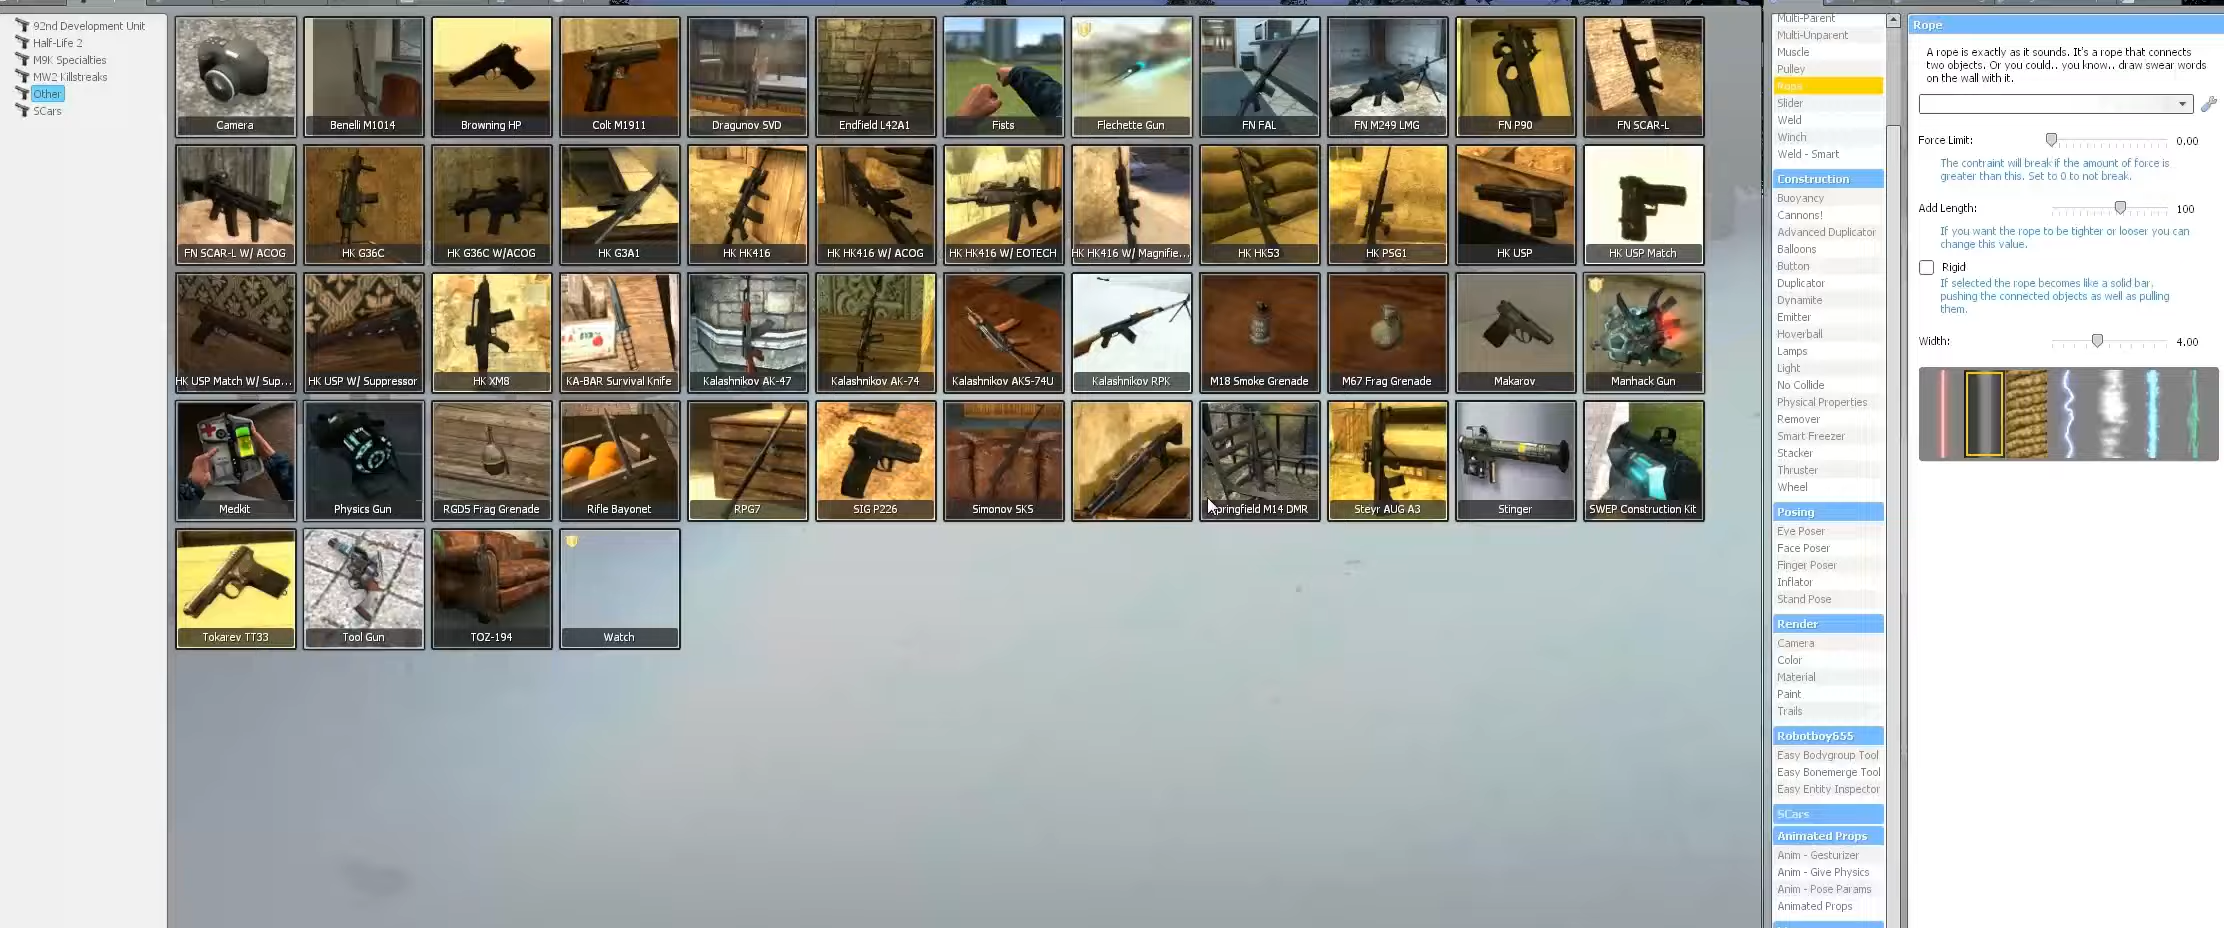 92nd Development Unit
Half-Life 2
M9K Specialties
MW2 Killstreaks
Other
SCars
Camera
Benelli M1014
Browning HP
Colt M1911
Dragunov SVD
Endfield L42A1
Fists
Flechette Gun
FN FAL
FN M249 LMG
FN P90
FN SCAR-L
FN SCAR-L W/ ACOG
HK G36C
HK G36C W/ACOG
HK G3A1
HK HK416
HK HK416 W/ ACOG
HK HK416 W/ EOTECH
HK HK416 W/ Magnifie...
HK HK53
HK PSG1
HK USP
HK USP Match
HK USP Match W/ Sup...
HK USP W/ Suppressor
HK XM8
KA-BAR Survival Knife
Kalashnikov AK-47
Kalashnikov AK-74
Kalashnikov AKS-74U
Kalashnikov RPK
M18 Smoke Grenade
M67 Frag Grenade
Makarov
Manhack Gun
Medkit
Physics Gun
RGD5 Frag Grenade
Rifle Bayonet
RPG7
SIG P226
Simonov SKS
Springfield M14 DMR
Steyr AUG A3
Stinger
SWEP Construction Kit
Tokarev TT33
Tool Gun
TOZ-194
Watch
Multi-Parent
Multi-Unparent
Muscle
Pulley
Rope
Slider
Weld
Winch
Weld - Smart
Construction
Buoyancy
Cannons!
Advanced Duplicator
Balloons
Button
Duplicator
Dynamite
Emitter
Hoverball
Lamps
Light
No Collide
Physical Properties
Remover
Smart Freezer
Stacker
Thruster
Wheel
Posing
Eye Poser
Face Poser
Finger Poser
Inflator
Stand Pose
Render
Camera
Color
Material
Paint
Trails
Robotboy655
Easy Bodygroup Tool
Easy Bonemerge Tool
Easy Entity Inspector
SCars
Animated Props
Anim - Gesturizer
Anim - Give Physics
Anim - Pose Params
Animated Props
Rope
A rope is exactly as it sounds. It's a rope that connects
two objects. Or you could.. you know.. draw swear words
on the wall with it.
Force Limit: 0.00
The contraint will break if the amount of force is
greater than this. Set to 0 to not break.
Add Length: 100
If you want the rope to be tighter or looser you can
change this value.
Rigid
If selected the rope becomes like a solid bar,
pushing the connected objects as well as pulling
them.
Width: 4.00